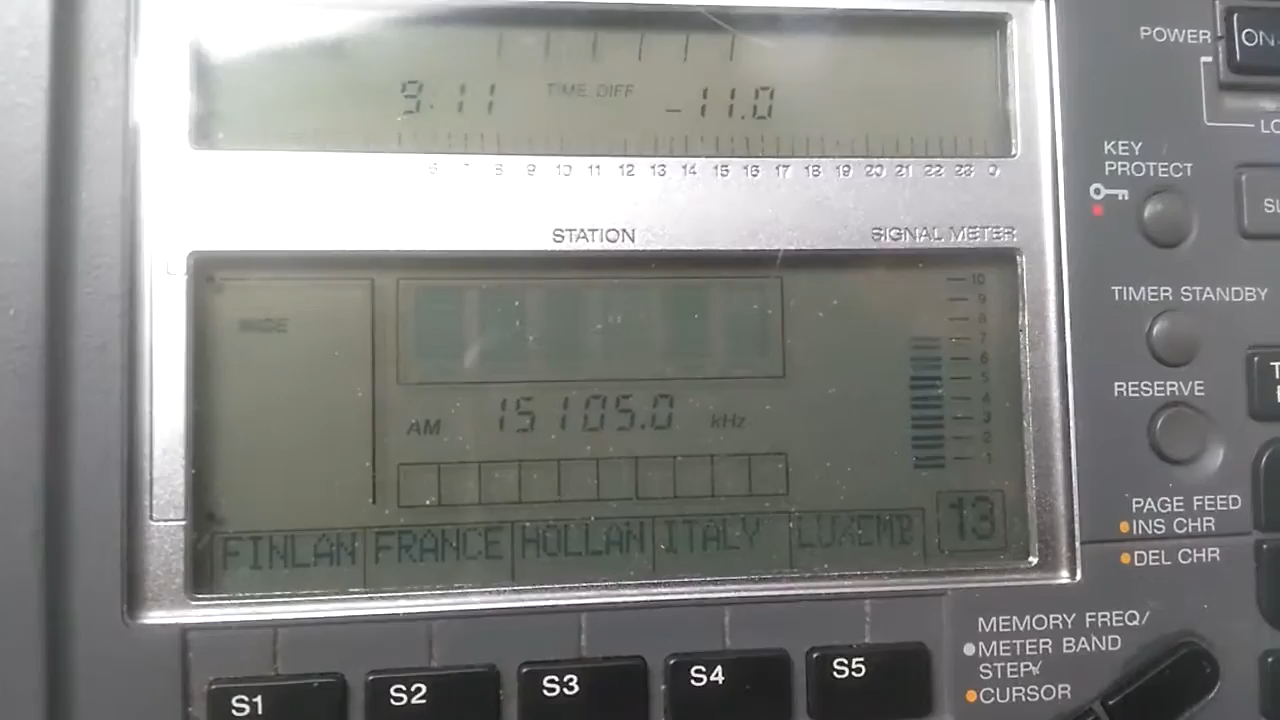 POWER
ON
9:11 TIME DIFF -11.0
LO
KEY
PROTECT
6 7 8 9 10 11 12 13 14 15 16 17 18 19 20 21 22 23 0
STATION
SIGNAL METER
10
9
8
7
6
5
4
3
2
1
WIDE
AM 15105.0 kHz
TIMER STANDBY
RESERVE
FINLAN FRANCE HOLLAN ITALY LUXEMB 13
PAGE FEED
INS CHR
DEL CHR
MEMORY FREQ/
METER BAND
STEP
CURSOR
S1 S2 S3 S4 S5